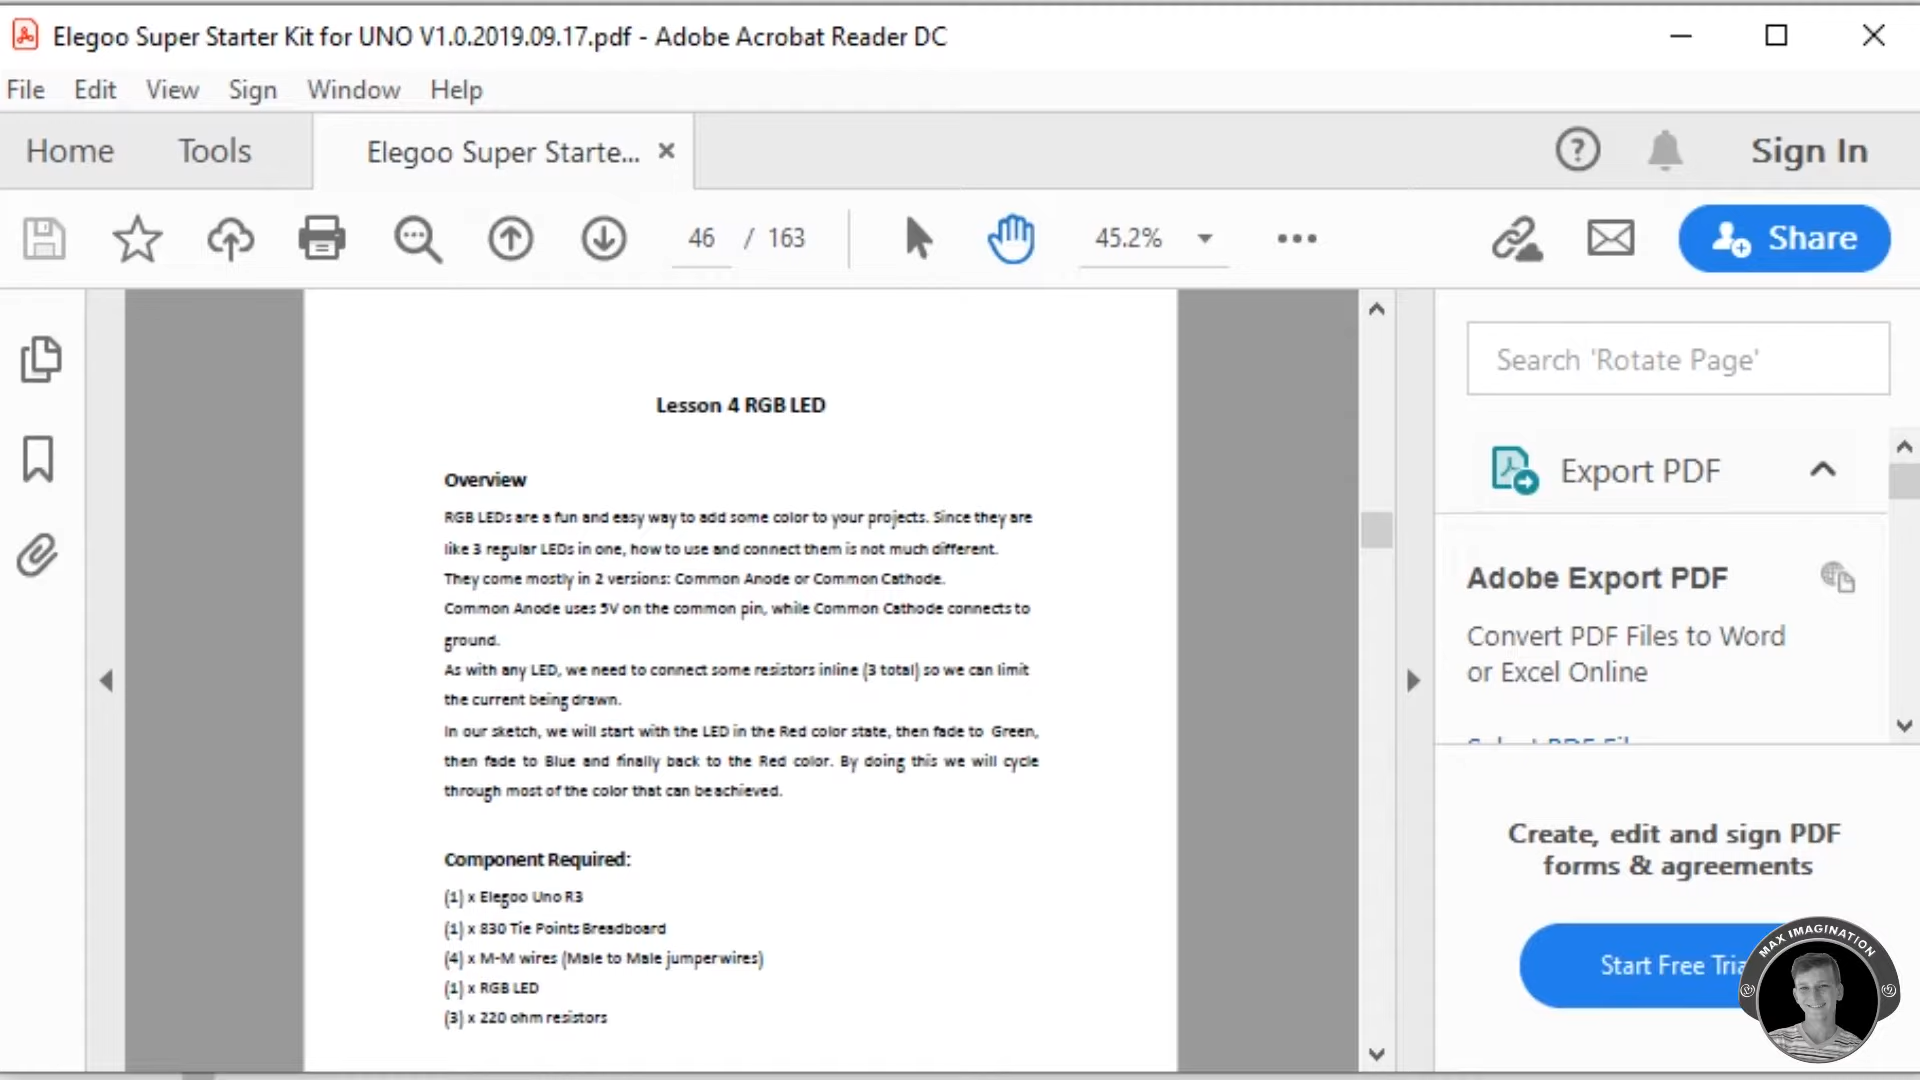 Elegoo Super Starter Kit for UNO V1.0.2019.09.17.pdf - Adobe Acrobat Reader DC
File Edit View Sign Window Help
Home Tools Elegoo Super Starte... Sign In
46 / 163 45.2% Share
Lesson 4 RGB LED
Overview
RGB LEDs are a fun and easy way to add some color to your projects. Since they are
like 3 regular LEDs in one, how to use and connect them is not much different.
They come mostly in 2 versions: Common Anode or Common Cathode.
Common Anode uses 5V on the common pin, while Common Cathode connects to
ground.
As with any LED, we need to connect some resistors inline (3 total) so we can limit
the current being drawn.
In our sketch, we will start with the LED in the Red color state, then fade to Green,
then fade to Blue and finally back to the Red color. By doing this we will cycle
through most of the color that can beachieved.
Component Required:
(1) x Elegoo Uno R3
(1) x 830 Tie Points Breadboard
(4) x M-M wires (Male to Male jumperwires)
(1) x RGB LED
(3) x 220 ohm resistors
Search 'Rotate Page'
Export PDF
Adobe Export PDF
Convert PDF Files to Word
or Excel Online
Create, edit and sign PDF
forms & agreements
Start Free Tria
MAX IMAGINATION